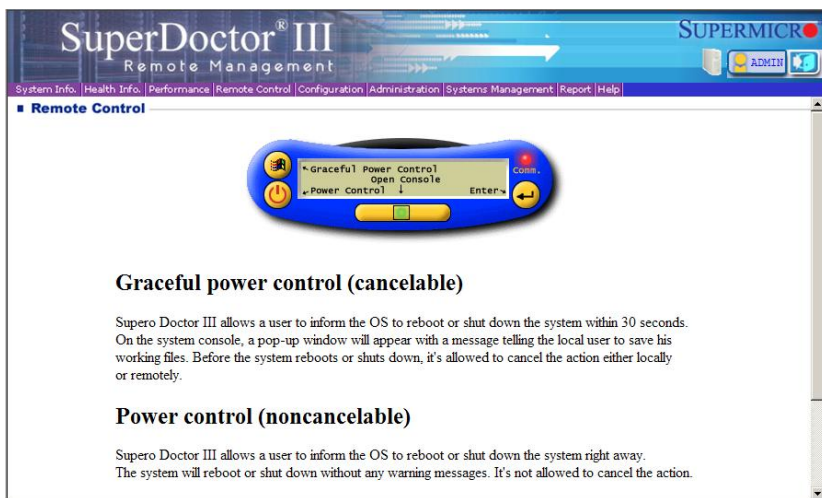 SuperDoctor® III
Remote Management
SUPERMICR
ADMIN
System Info. Health Info. Performance Remote Control Configuration Administration Systems Management Report Help
Remote Control
Graceful Power Control
Open Console
Comm.
Power Control ↓ Enter
Graceful power control (cancelable)
Supero Doctor III allows a user to inform the OS to reboot or shut down the system within 30 seconds.
On the system console, a pop-up window will appear with a message telling the local user to save his
working files. Before the system reboots or shuts down, it's allowed to cancel the action either locally
or remotely.
Power control (noncancelable)
Supero Doctor III allows a user to inform the OS to reboot or shut down the system right away.
The system will reboot or shut down without any warning messages. It's not allowed to cancel the action.